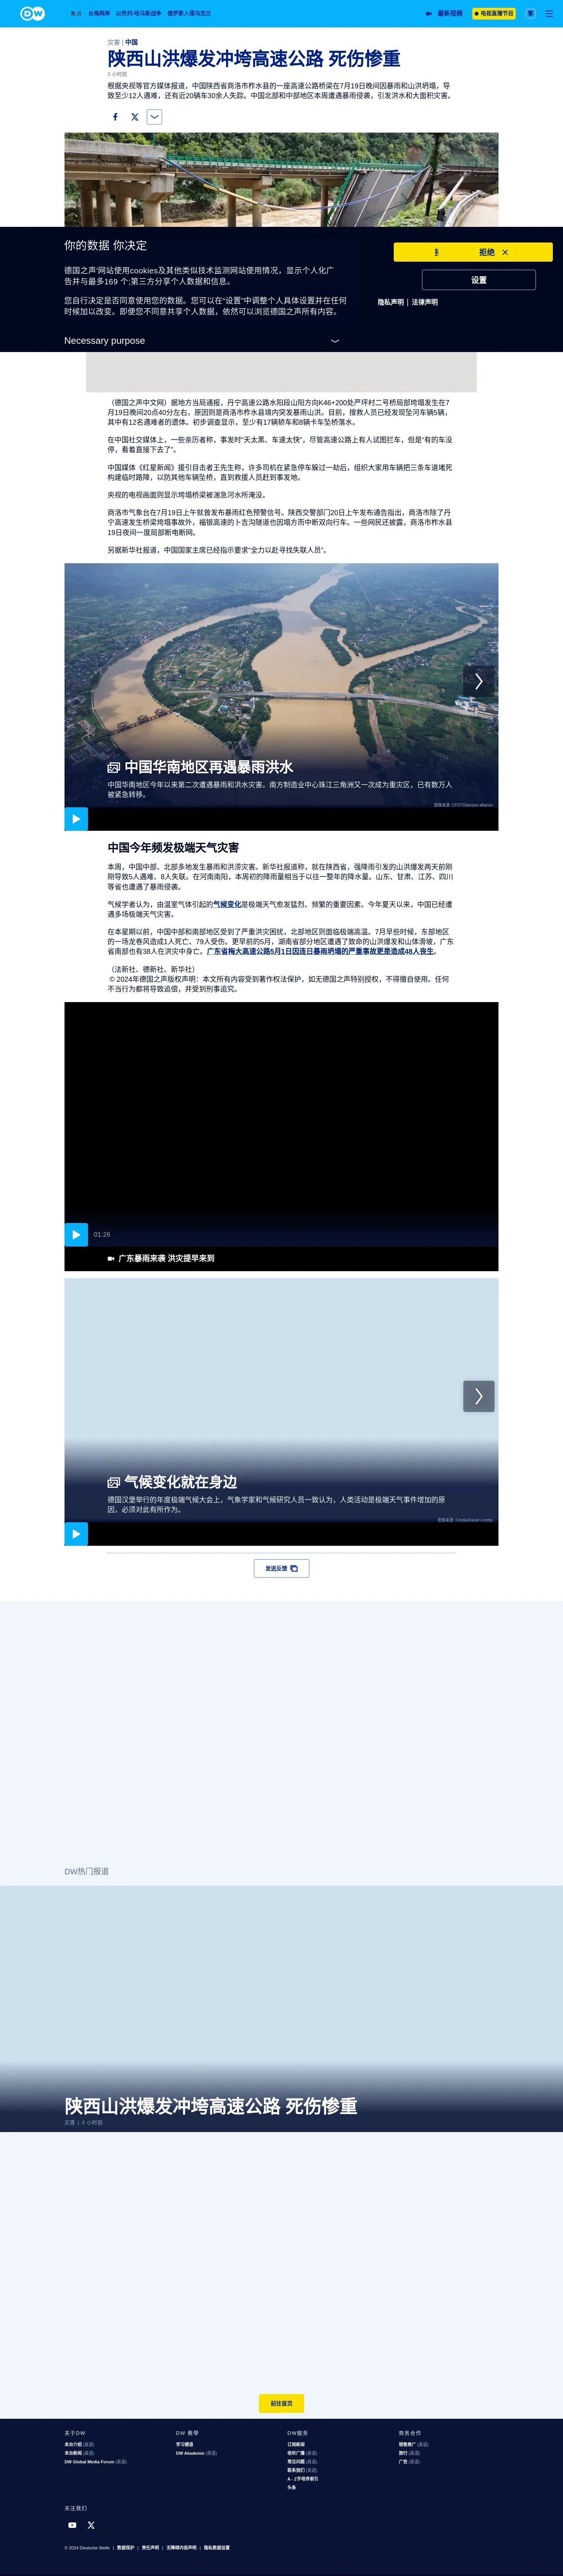 DW
焦点 台海两岸 以色列-哈马斯战争 俄罗斯入侵乌克兰 最新视频 电视直播节目 繁
灾害 | 中国
陕西山洪爆发冲垮高速公路 死伤惨重
3 小时前
根据央视等官方媒体报道，中国陕西省商洛市柞水县的一座高速公路桥梁在7月19日晚间因暴雨和山洪坍塌，导
致至少12人遇难，还有近20辆车30余人失踪。中国北部和中部地区本周遭遇暴雨侵袭，引发洪水和大面积灾害。
你的数据 你决定
德国之声‘网站使用cookies及其他类似技术监测网站使用情况，显示个人化广
告并与最多169 个;第三方分享个人数据和信息。
您自行决定是否同意使用您的数据。您可以在“设置”中调整个人具体设置并在任何
时候加以改变。即便您不同意共享个人数据，依然可以浏览德国之声所有内容。
Necessary purpose
拒绝
设置
隐私声明 | 法律声明
（德国之声中文网）据地方当局通报，丹宁高速公路水阳段山阳方向K46+200处严坪村二号桥局部垮塌发生在7
月19日晚间20点40分左右，原因则是商洛市柞水县境内突发暴雨山洪。目前，搜救人员已经发现坠河车辆5辆，
其中有12名遇难者的遗体。初步调查显示，至少有17辆轿车和8辆卡车坠桥落水。
在中国社交媒体上，一些亲历者称，事发时“天太黑、车速太快”，尽管高速公路上有人试图拦车，但是“有的车没
停，看着直接下去了”。
中国媒体《红星新闻》援引目击者王先生称，许多司机在紧急停车躲过一劫后，组织大家用车辆把三条车道堵死
构建临时路障，以防其他车辆坠桥，直到救援人员赶到事发地。
央视的电视画面则显示垮塌桥梁被湍急河水所淹没。
商洛市气象台在7月19日上午就曾发布暴雨红色预警信号。陕西交警部门20日上午发布通告指出，商洛市除了丹
宁高速发生桥梁垮塌事故外，福银高速的卜吉沟隧道也因塌方而中断双向行车。一些网民还披露，商洛市柞水县
19日夜间一度局部断电断网。
另据新华社报道，中国国家主席已经指示要求“全力以赴寻找失联人员”。
中国华南地区再遇暴雨洪水
中国华南地区今年以来第二次遭遇暴雨和洪水灾害。南方制造业中心珠江三角洲又一次成为重灾区，已有数万人
被紧急转移。
图像来源: CFOTO/picture alliance
中国今年频发极端天气灾害
本周，中国中部、北部多地发生暴雨和洪涝灾害。新华社报道称，就在陕西省，强降雨引发的山洪爆发两天前刚
刚导致5人遇难、8人失联。在河南南阳，本周初的降雨量相当于以往一整年的降水量。山东、甘肃、江苏、四川
等省也遭遇了暴雨侵袭。
气候学者认为，由温室气体引起的气候变化是极端天气愈发猛烈、频繁的重要因素。今年夏天以来，中国已经遭
遇多场极端天气灾害。
在本星期以前，中国中部和南部地区受到了严重洪灾困扰，北部地区则面临极端高温。7月早些时候，东部地区
的一场龙卷风造成1人死亡、79人受伤。更早前的5月，湖南省部分地区遭遇了致命的山洪爆发和山体滑坡，广东
省南部也有38人在洪灾中身亡。广东省梅大高速公路5月1日因连日暴雨坍塌的严重事故更是造成48人丧生。
（法新社、德新社、新华社）
© 2024年德国之声版权声明：本文所有内容受到著作权法保护，如无德国之声特别授权，不得擅自使用。任何
不当行为都将导致追偿，并受到刑事追究。
01:26
广东暴雨来袭 洪灾提早来到
气候变化就在身边
德国汉堡举行的年度极端气候大会上，气象学家和气候研究人员一致认为，人类活动是极端天气事件增加的原
因，必须对此有所作为。
图像来源: Fotolia/Daniel Loretto
发送反馈
DW热门报道
陕西山洪爆发冲垮高速公路 死伤惨重
灾害 | 3 小时前
前往首页
关于DW
本台介绍 (英语)
本台新闻 (英语)
DW Global Media Forum (英语)
DW 教学
学习德语
DW Akademie (英语)
DW服务
订阅新闻
收听广播 (英语)
常见问题 (英语)
联系我们 (英语)
A - Z字母序索引
头条
商务合作
销售推广 (英语)
旅行 (英语)
广告 (英语)
关注我们
© 2024 Deutsche Welle | 数据保护 | 责任声明 | 无障碍内容声明 | 隐私数据设置